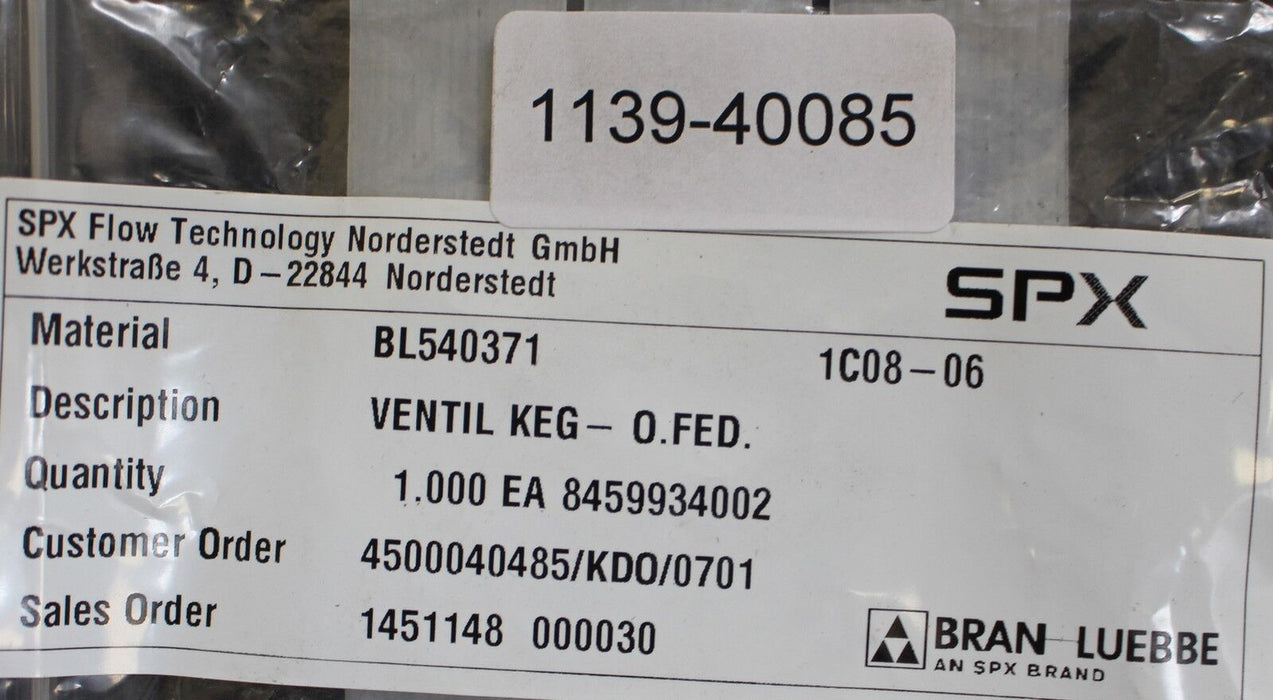 1139-40085
SPX Flow Technology Norderstedt GmbH
Werkstraße 4, D-22844 Norderstedt
SPX
Material BL540371 1C08-06
Description VENTIL KEG- O.FED.
Quantity 1.000 EA 8459934002
Customer Order 4500040485/KDO/0701
Sales Order 1451148 000030
BRAN LUEBBE
AN SPX BRAND